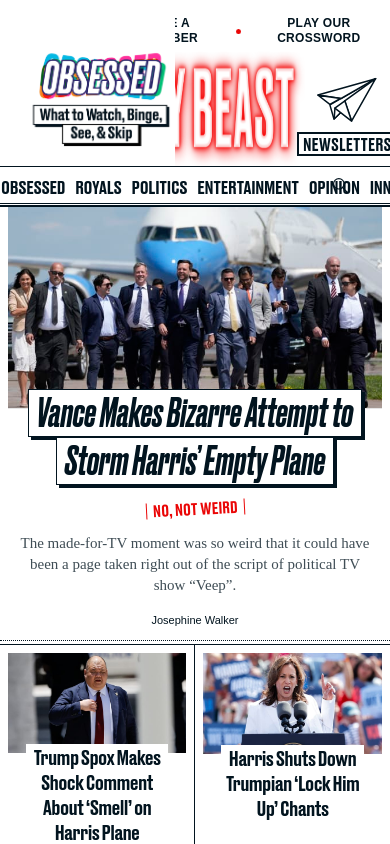 E A
BER
PLAY OUR
CROSSWORD
OBSESSED
What to Watch, Binge,
See, & Skip
Y BEAST
NEWSLETTERS
OBSESSED ROYALS POLITICS ENTERTAINMENT OPINION INN
Vance Makes Bizarre Attempt to
Storm Harris’ Empty Plane
NO, NOT WEIRD
The made-for-TV moment was so weird that it could have
been a page taken right out of the script of political TV
show “Veep”.
Josephine Walker
Trump Spox Makes
Shock Comment
About ‘Smell’ on
Harris Plane
Harris Shuts Down
Trumpian ‘Lock Him
Up’ Chants